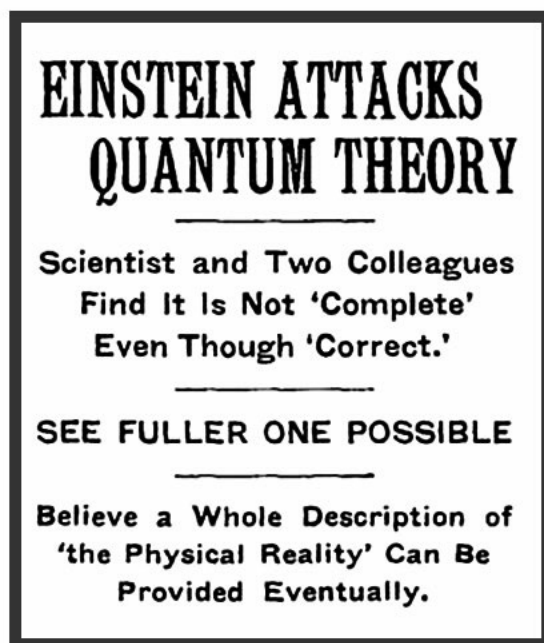 EINSTEIN ATTACKS
QUANTUM THEORY
Scientist and Two Colleagues
Find It Is Not ‘Complete’
Even Though ‘Correct.’
SEE FULLER ONE POSSIBLE
Believe a Whole Description of
‘the Physical Reality’ Can Be
Provided Eventually.